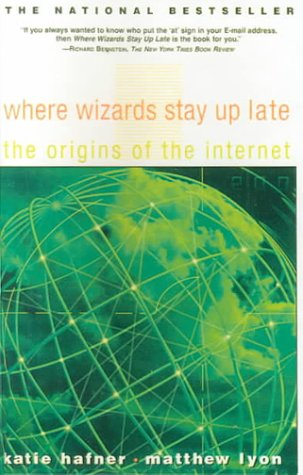 THE NATIONAL BESTSELLER
"If you always wanted to know who put the 'at' sign in your E-mail address,
then Where Wizards Stay Up Late is the book for you."
—RICHARD BERNSTEIN, THE NEW YORK TIMES BOOK REVIEW
where wizards stay up late
the origins of the internet
katie hafner · matthew lyon